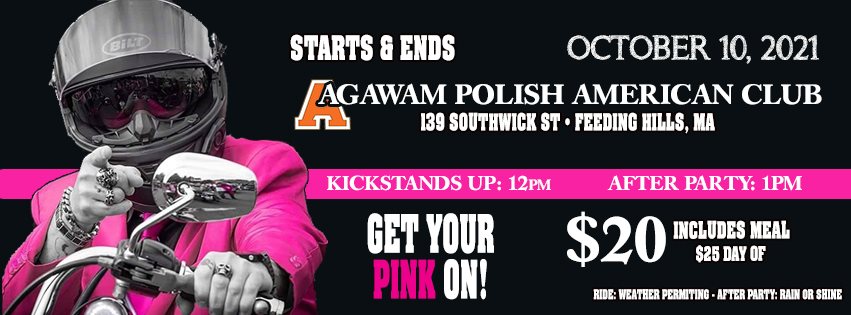 BiLT
STARTS & ENDS
OCTOBER 10, 2021
AGAWAM POLISH AMERICAN CLUB
139 SOUTHWICK ST • FEEDING HILLS, MA
KICKSTANDS UP: 12PM
AFTER PARTY: 1PM
GET YOUR
PINK ON!
$20 INCLUDES MEAL
$25 DAY OF
RIDE: WEATHER PERMITING - AFTER PARTY: RAIN OR SHINE